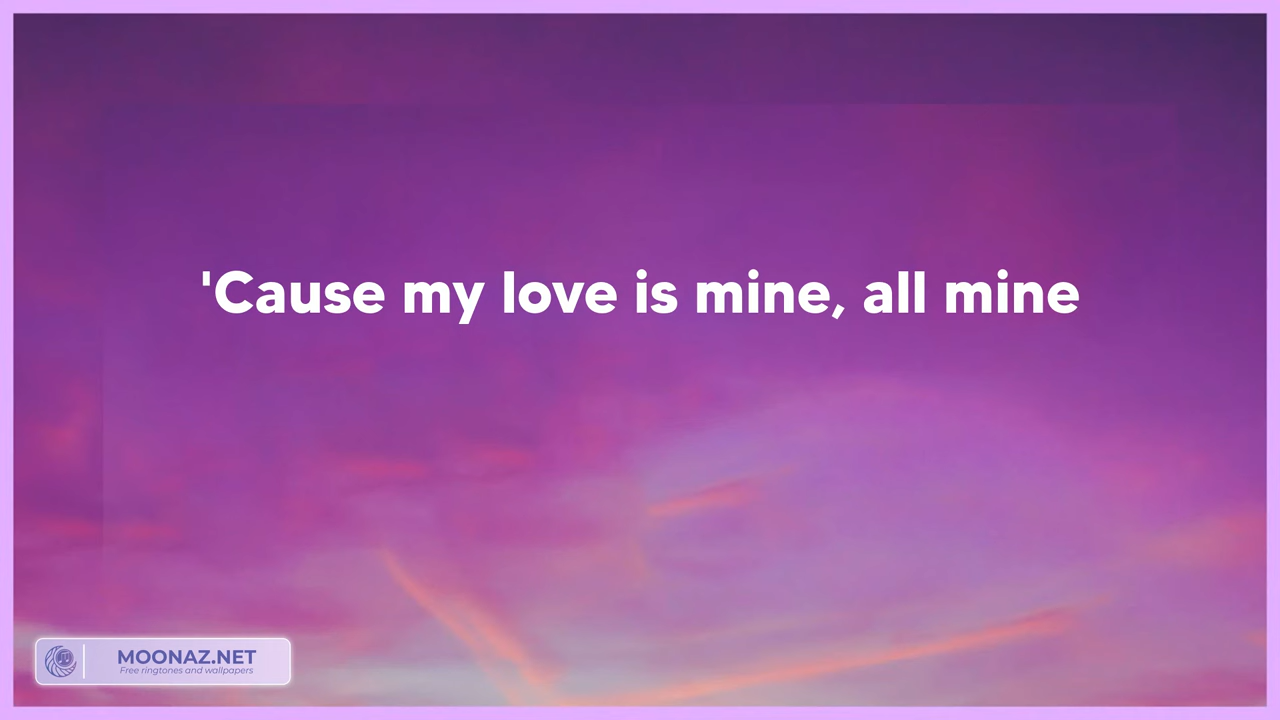 'Cause my love is mine, all mine
MOONAZ.NET
Free ringtones and wallpapers